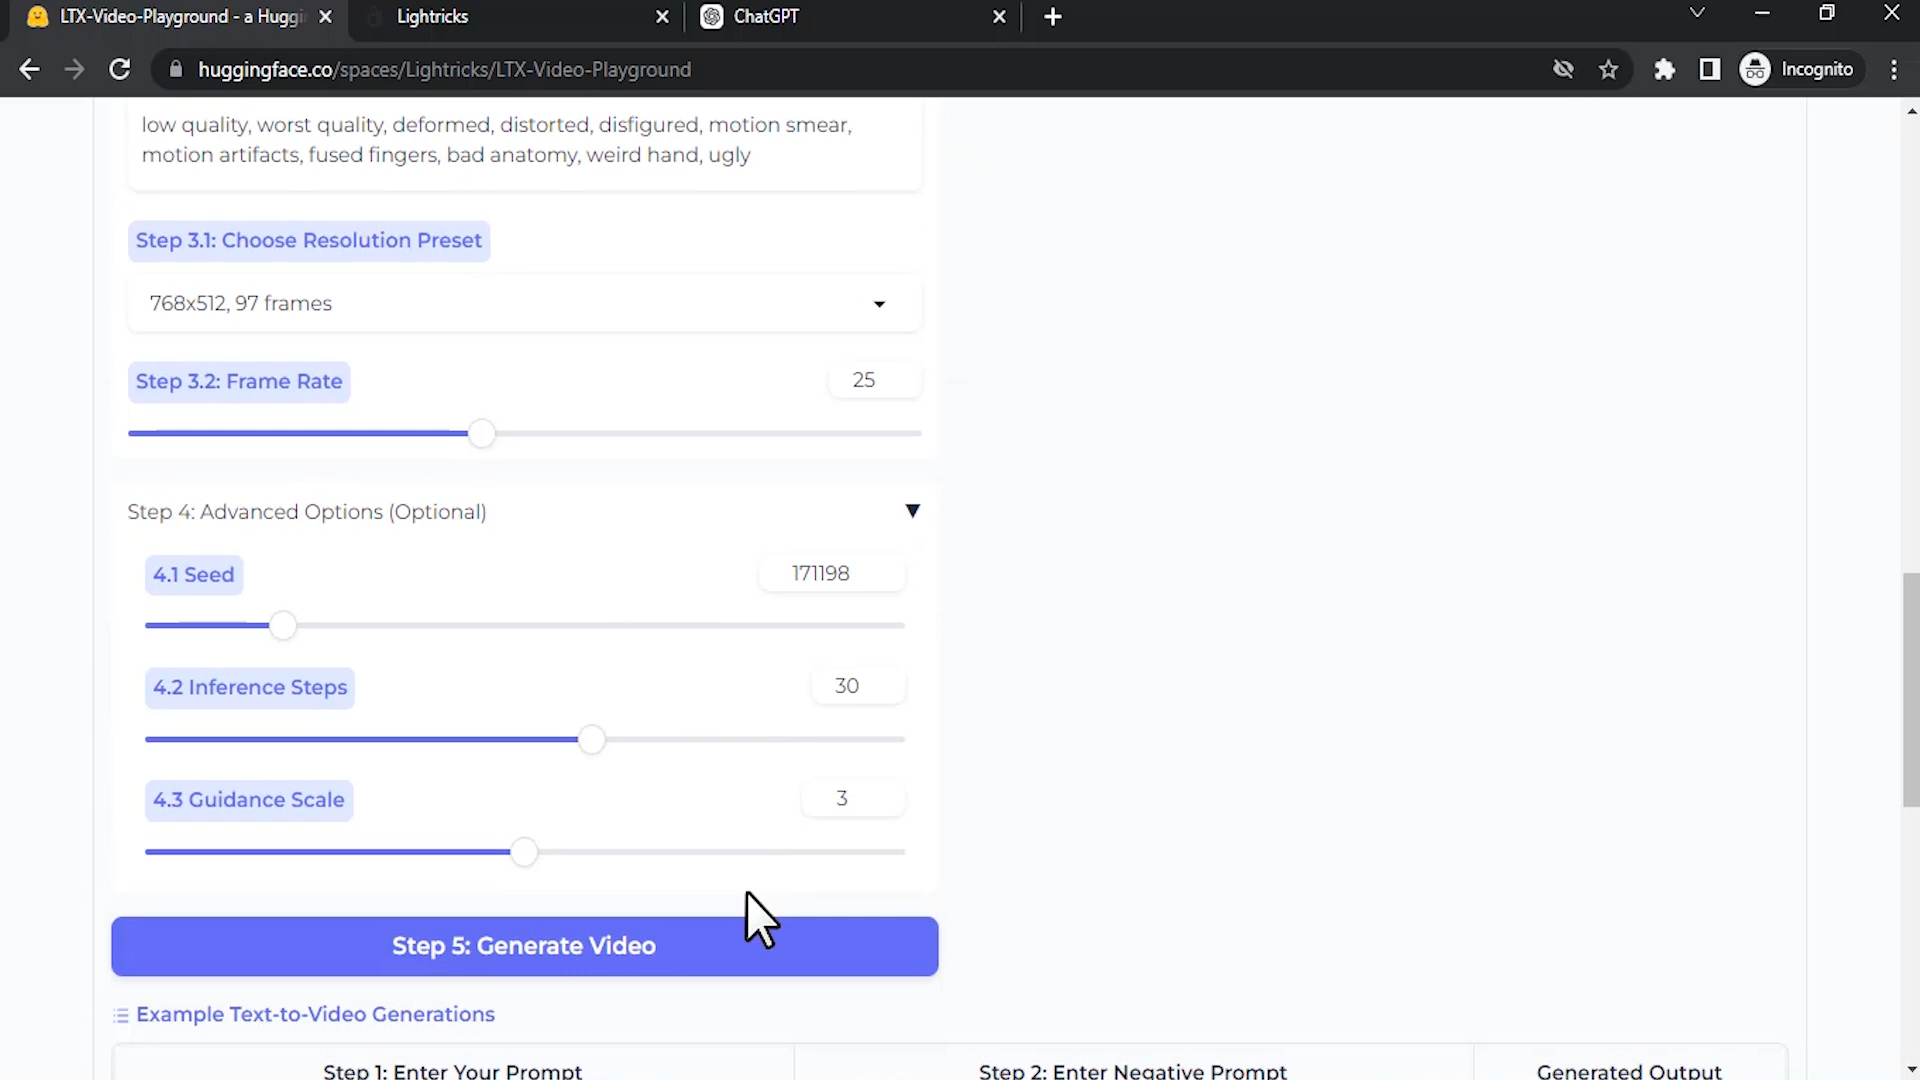 LTX-Video-Playground - a Huggi
Lightricks
ChatGPT
huggingface.co/spaces/Lightricks/LTX-Video-Playground
Incognito
low quality, worst quality, deformed, distorted, disfigured, motion smear,
motion artifacts, fused fingers, bad anatomy, weird hand, ugly
Step 3.1: Choose Resolution Preset
768x512, 97 frames
Step 3.2: Frame Rate
25
Step 4: Advanced Options (Optional)
4.1 Seed
171198
4.2 Inference Steps
30
4.3 Guidance Scale
3
Step 5: Generate Video
Example Text-to-Video Generations
Step 1: Enter Your Prompt
Step 2: Enter Negative Prompt
Generated Output